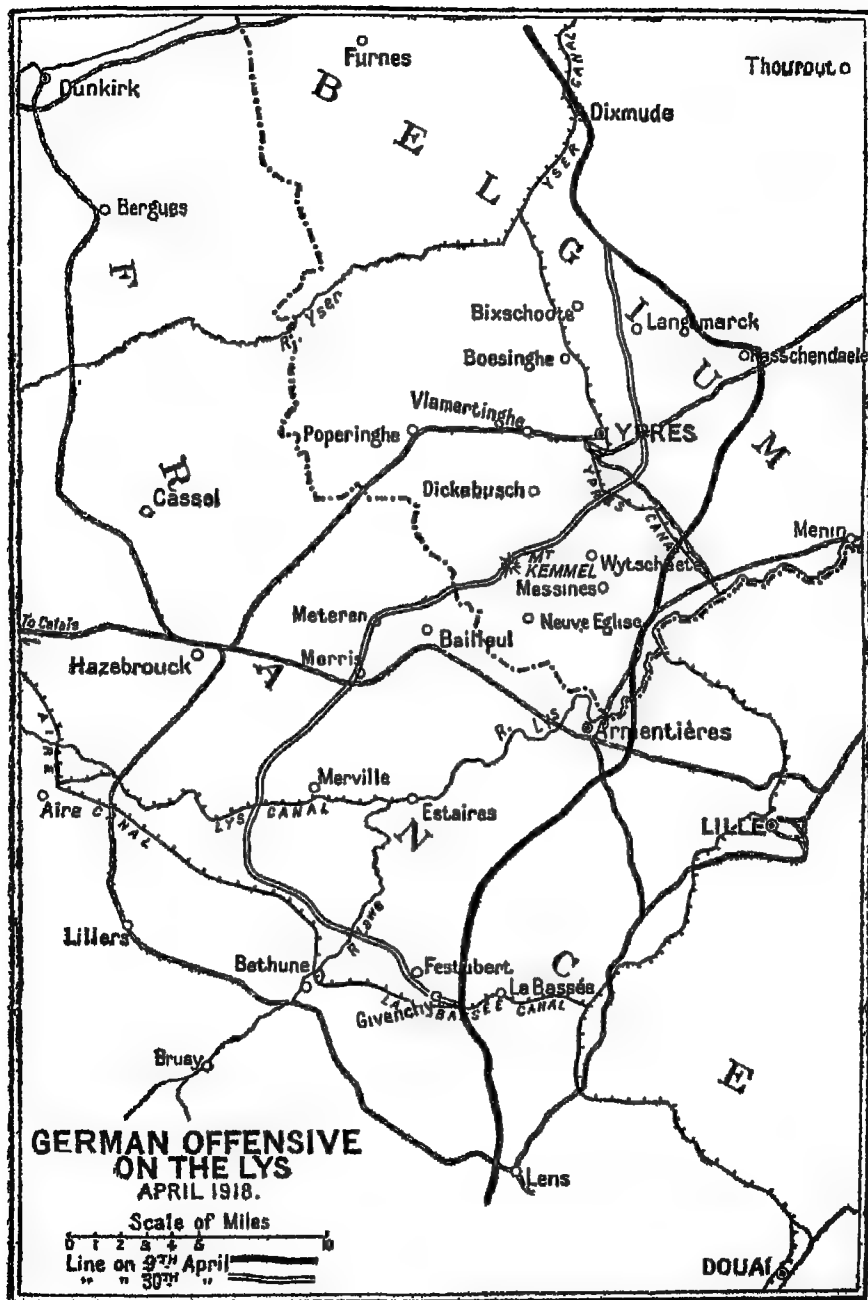 Furnes
Thourout
Dunkirk
BELGIUM
CANAL
Dixmude
YSER
Bergues
R. Yser
Bixschoote
Langemarck
Boesinghe
Passchendaele
Vlamertinghe
Poperinghe
YPRES
FRANCE
Cassel
Dickebusch
YPRES CANAL
Menin
MT KEMMEL
Wytschaete
Messines
To Calais
Meteren
Bailleul
Neuve Eglise
Hazebrouck
Merris
R. LYS
Armentières
AIRE CANAL
Merville
Aire
LYS CANAL
Estaires
LILLE
R. Lawe
Lillers
Bethune
Festubert
La Bassée
Givenchy
LA BASSÉE CANAL
Bruay
GERMAN OFFENSIVE
ON THE LYS
APRIL 1918.
Lens
Scale of Miles
0 1 2 3 4 5 10
Line on 9TH April
" " 30TH "
DOUAI